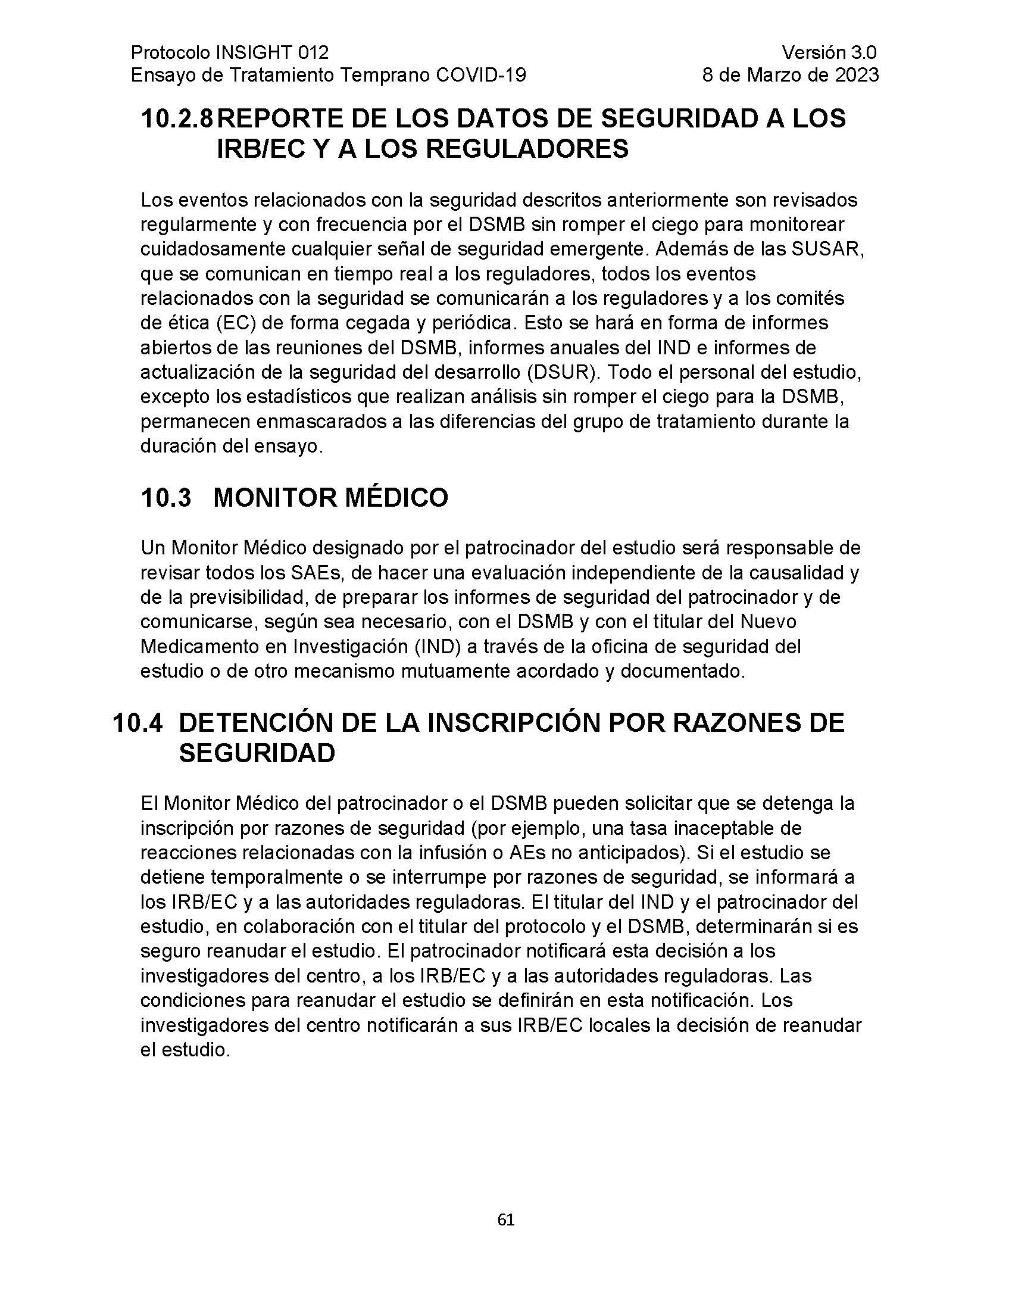 Protocolo INSIGHT 012 Versión 3.0
Ensayo de Tratamiento Temprano COVID-19 8 de Marzo de 2023
10.2.8 REPORTE DE LOS DATOS DE SEGURIDAD A LOS
IRB/EC Y A LOS REGULADORES
Los eventos relacionados con la seguridad descritos anteriormente son revisados
regularmente y con frecuencia por el DSMB sin romper el ciego para monitorear
cuidadosamente cualquier señal de seguridad emergente. Además de las SUSAR,
que se comunican en tiempo real a los reguladores, todos los eventos
relacionados con la seguridad se comunicarán a los reguladores y a los comités
de ética (EC) de forma cegada y periódica. Esto se hará en forma de informes
abiertos de las reuniones del DSMB, informes anuales del IND e informes de
actualización de la seguridad del desarrollo (DSUR). Todo el personal del estudio,
excepto los estadísticos que realizan análisis sin romper el ciego para la DSMB,
permanecen enmascarados a las diferencias del grupo de tratamiento durante la
duración del ensayo.
10.3 MONITOR MÉDICO
Un Monitor Médico designado por el patrocinador del estudio será responsable de
revisar todos los SAEs, de hacer una evaluación independiente de la causalidad y
de la previsibilidad, de preparar los informes de seguridad del patrocinador y de
comunicarse, según sea necesario, con el DSMB y con el titular del Nuevo
Medicamento en Investigación (IND) a través de la oficina de seguridad del
estudio o de otro mecanismo mutuamente acordado y documentado.
10.4 DETENCIÓN DE LA INSCRIPCIÓN POR RAZONES DE
SEGURIDAD
El Monitor Médico del patrocinador o el DSMB pueden solicitar que se detenga la
inscripción por razones de seguridad (por ejemplo, una tasa inaceptable de
reacciones relacionadas con la infusión o AEs no anticipados). Si el estudio se
detiene temporalmente o se interrumpe por razones de seguridad, se informará a
los IRB/EC y a las autoridades reguladoras. El titular del IND y el patrocinador del
estudio, en colaboración con el titular del protocolo y el DSMB, determinarán si es
seguro reanudar el estudio. El patrocinador notificará esta decisión a los
investigadores del centro, a los IRB/EC y a las autoridades reguladoras. Las
condiciones para reanudar el estudio se definirán en esta notificación. Los
investigadores del centro notificarán a sus IRB/EC locales la decisión de reanudar
el estudio.
61